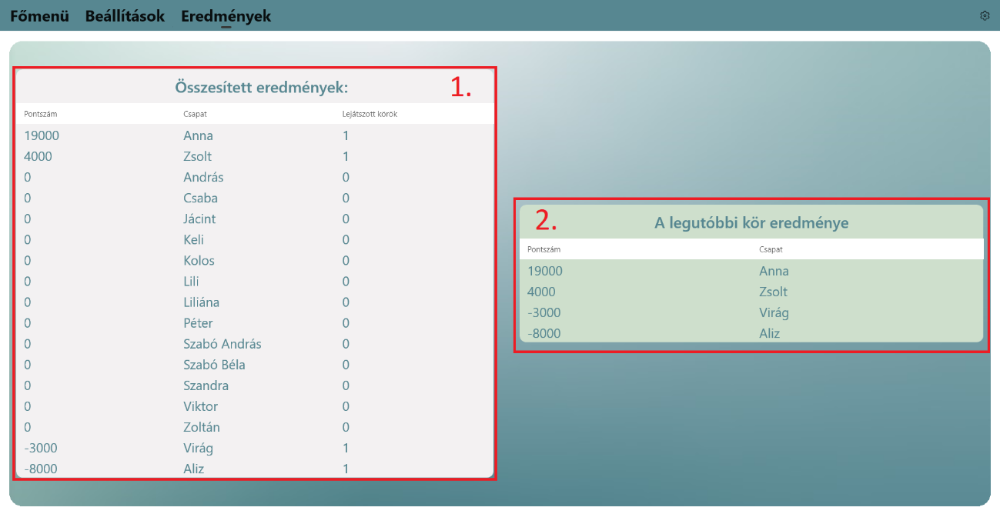 Főmenü Beállítások Eredmények
Összesített eredmények: 1.
Pontszám Csapat Lejátszott körök
19000 Anna 1
4000 Zsolt 1
0 András 0
0 Csaba 0
0 Jácint 0
0 Keli 0
0 Kolos 0
0 Lili 0
0 Liliána 0
0 Péter 0
0 Szabó András 0
0 Szabó Béla 0
0 Szandra 0
0 Viktor 0
0 Zoltán 0
-3000 Virág 1
-8000 Aliz 1
2. A legutóbbi kör eredménye
Pontszám Csapat
19000 Anna
4000 Zsolt
-3000 Virág
-8000 Aliz